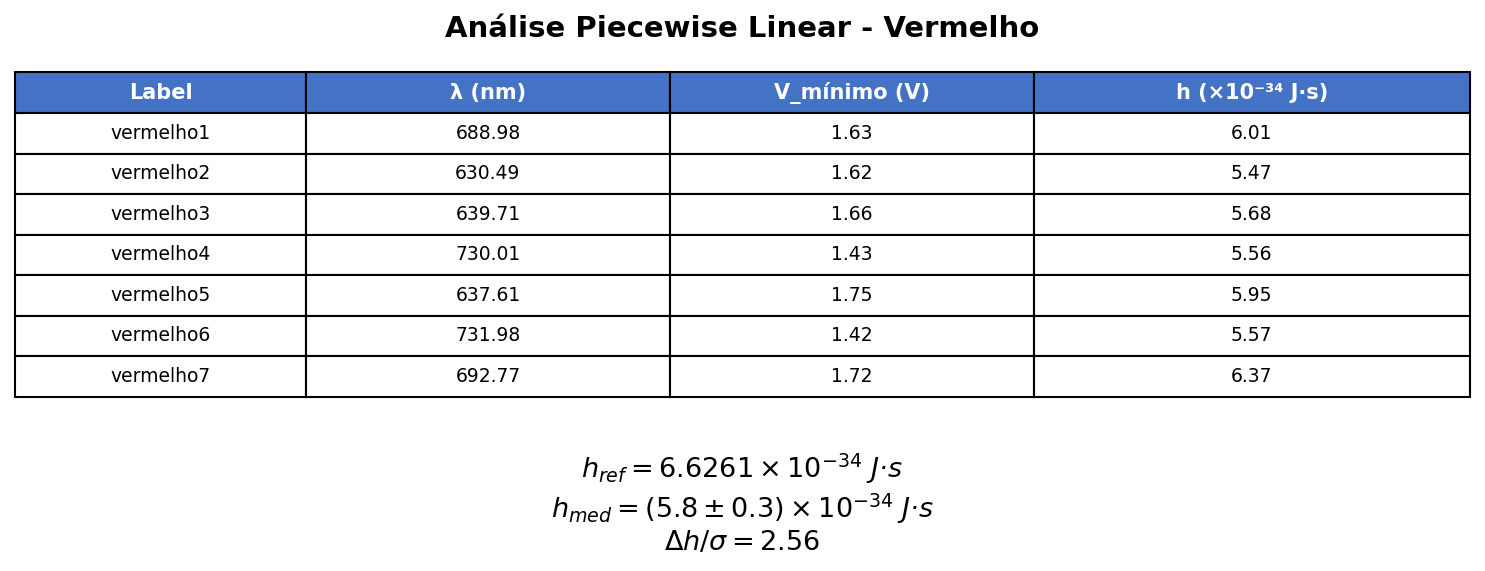 Análise Piecewise Linear - Vermelho
Label λ (nm) V_mínimo (V) h (×10⁻³⁴ J·s)
vermelho1 688.98 1.63 6.01
vermelho2 630.49 1.62 5.47
vermelho3 639.71 1.66 5.68
vermelho4 730.01 1.43 5.56
vermelho5 637.61 1.75 5.95
vermelho6 731.98 1.42 5.57
vermelho7 692.77 1.72 6.37
$h_{ref} = 6.6261 \times 10^{-34}\ J \cdot s$
$h_{med} = (5.8 \pm 0.3) \times 10^{-34}\ J \cdot s$
$\Delta h/\sigma = 2.56$